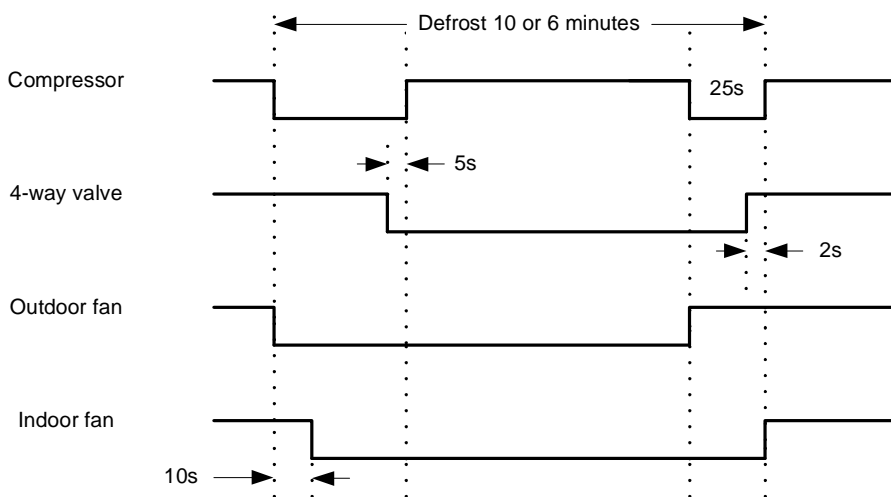 Defrost 10 or 6 minutes
Compressor
25s
5s
4-way valve
2s
Outdoor fan
Indoor fan
10s